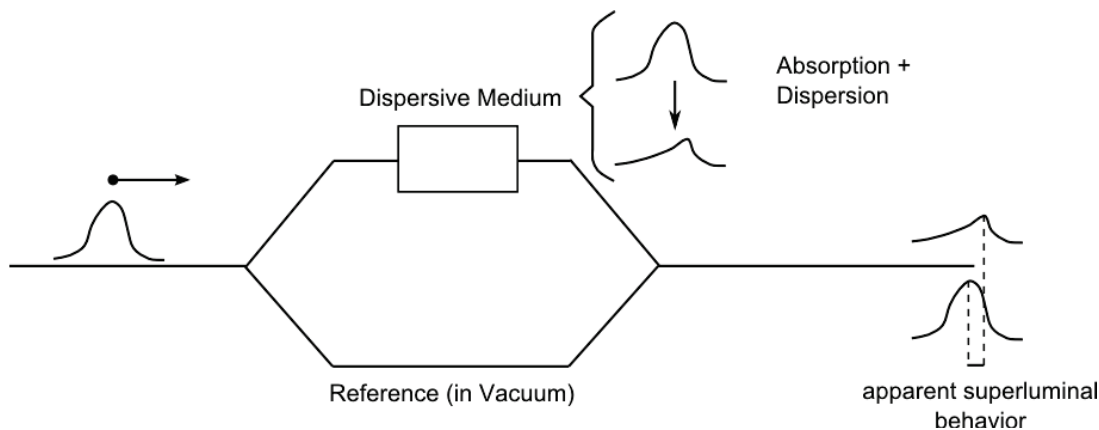 Absorption +
Dispersion
Dispersive Medium
Reference (in Vacuum)
apparent superluminal
behavior